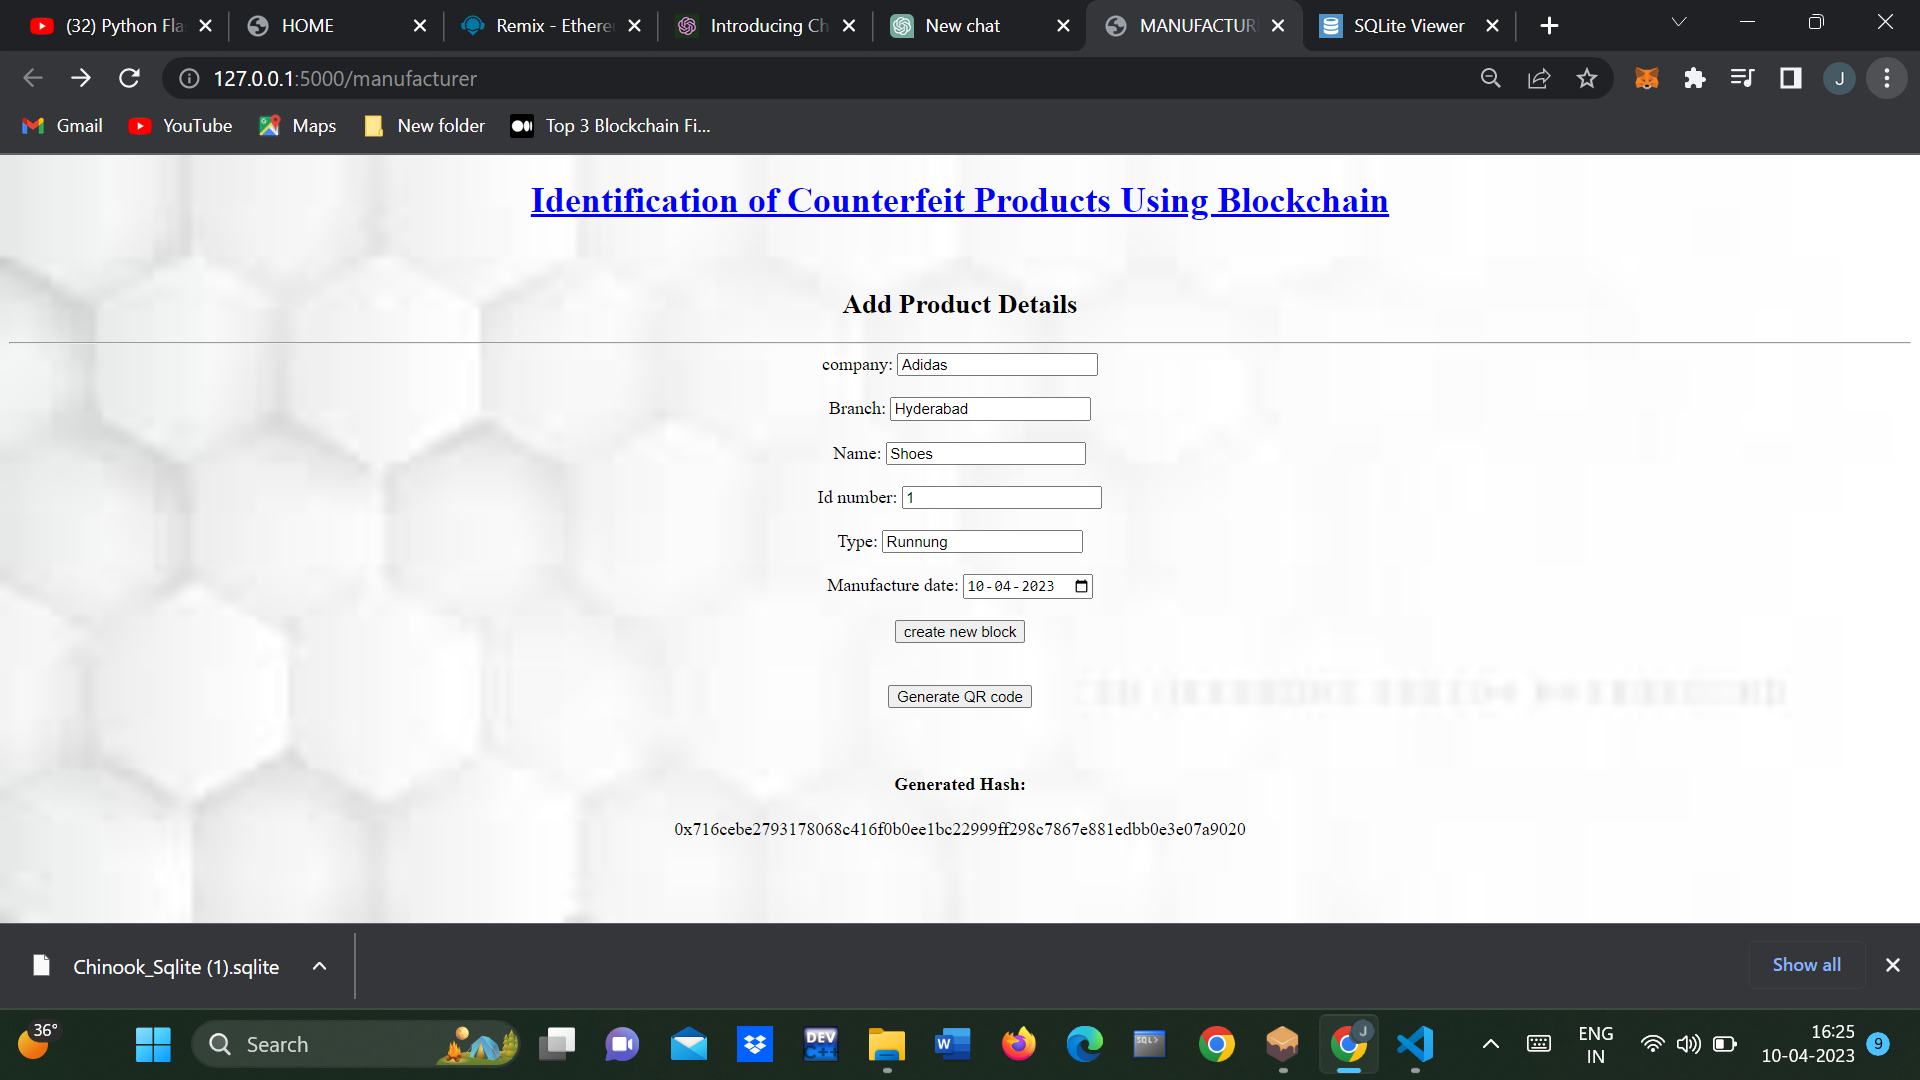 (32) Python Fla
HOME
Remix - Ethere
Introducing Ch
New chat
MANUFACTUR
SQLite Viewer
127.0.0.1:5000/manufacturer
J
Gmail
YouTube
Maps
New folder
Top 3 Blockchain Fi...
Identification of Counterfeit Products Using Blockchain
Add Product Details
company: Adidas
Branch: Hyderabad
Name: Shoes
Id number: 1
Type: Runnung
Manufacture date: 10-04-2023
create new block
Generate QR code
Generated Hash:
0x716cebe2793178068c416f0b0ee1bc22999ff298c7867e881edbb0e3e07a9020
Chinook_Sqlite (1).sqlite
Show all
36°
Search
DEV
C++
W
SQL>
J
ENG
IN
16:25
10-04-2023
9